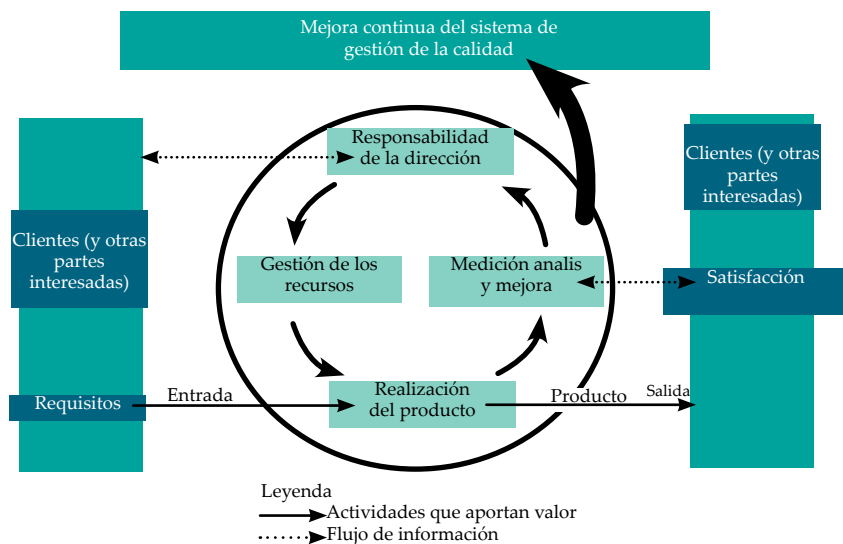 Mejora continua del sistema de
gestión de la calidad
Responsabilidad
de la dirección
Clientes (y otras
partes
interesadas)
Clientes (y otras
partes
interesadas)
Gestión de los
recursos
Medición analis
y mejora
Satisfacción
Requisitos
Entrada
Realización
del producto
Producto
Salida
Leyenda
Actividades que aportan valor
Flujo de información